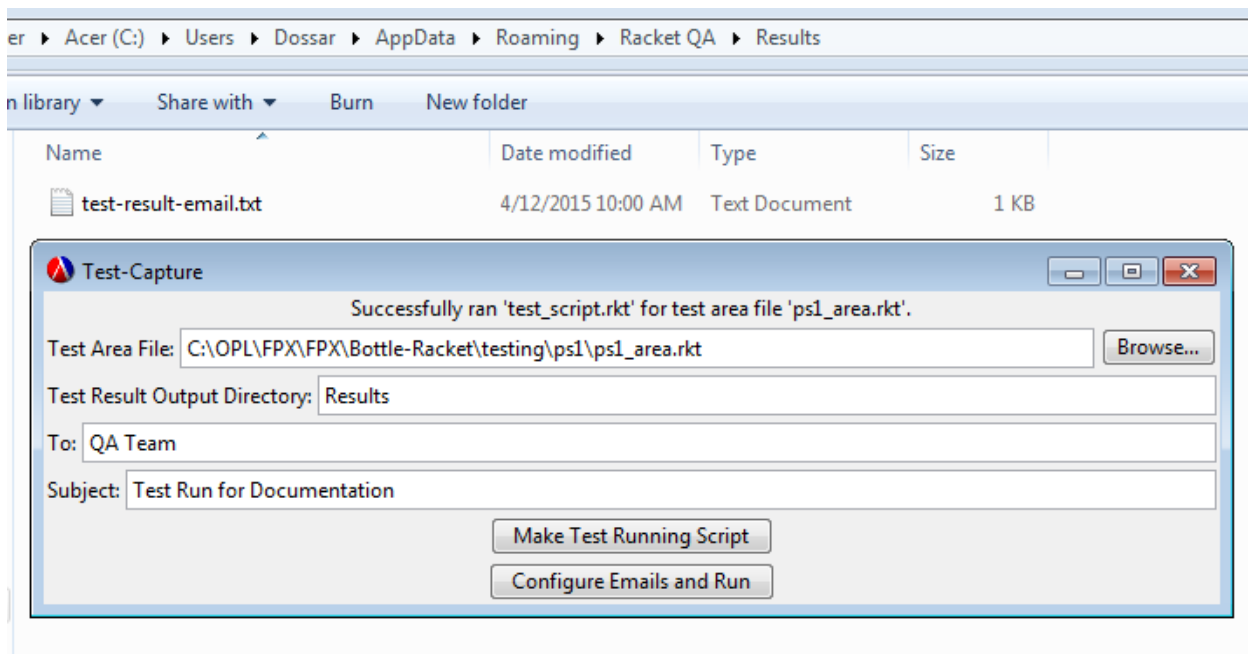 er ▸ Acer (C:) ▸ Users ▸ Dossar ▸ AppData ▸ Roaming ▸ Racket QA ▸ Results
n library Share with Burn New folder
Name Date modified Type Size
test-result-email.txt 4/12/2015 10:00 AM Text Document 1 KB
Test-Capture
Successfully ran 'test_script.rkt' for test area file 'ps1_area.rkt'.
Test Area File: C:\OPL\FPX\FPX\Bottle-Racket\testing\ps1\ps1_area.rkt Browse...
Test Result Output Directory: Results
To: QA Team
Subject: Test Run for Documentation
Make Test Running Script
Configure Emails and Run